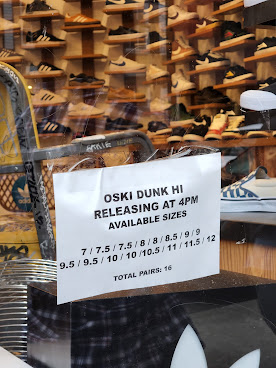 OSKI DUNK HI
RELEASING AT 4PM
AVAILABLE SIZES
7 / 7.5 / 7.5 / 8 / 8 / 8.5 / 9 / 9
9.5 / 9.5 / 10 / 10 /10.5 / 11 / 11.5 / 12
TOTAL PAIRS: 16